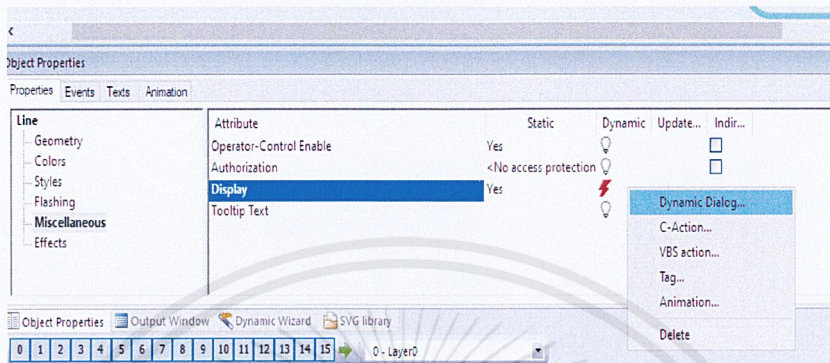 Object Properties
Properties Events Texts Animation
Line
Geometry
Colors
Styles
Flashing
Miscellaneous
Effects
Attribute Static Dynamic Update... Indir...
Operator-Control Enable Yes
Authorization <No access protection
Display Yes
Tooltip Text
Dynamic Dialog...
C-Action...
VBS action...
Tag...
Animation...
Delete
Object Properties Output Window Dynamic Wizard SVG library
0 1 2 3 4 5 6 7 8 9 10 11 12 13 14 15 0 - Layer0